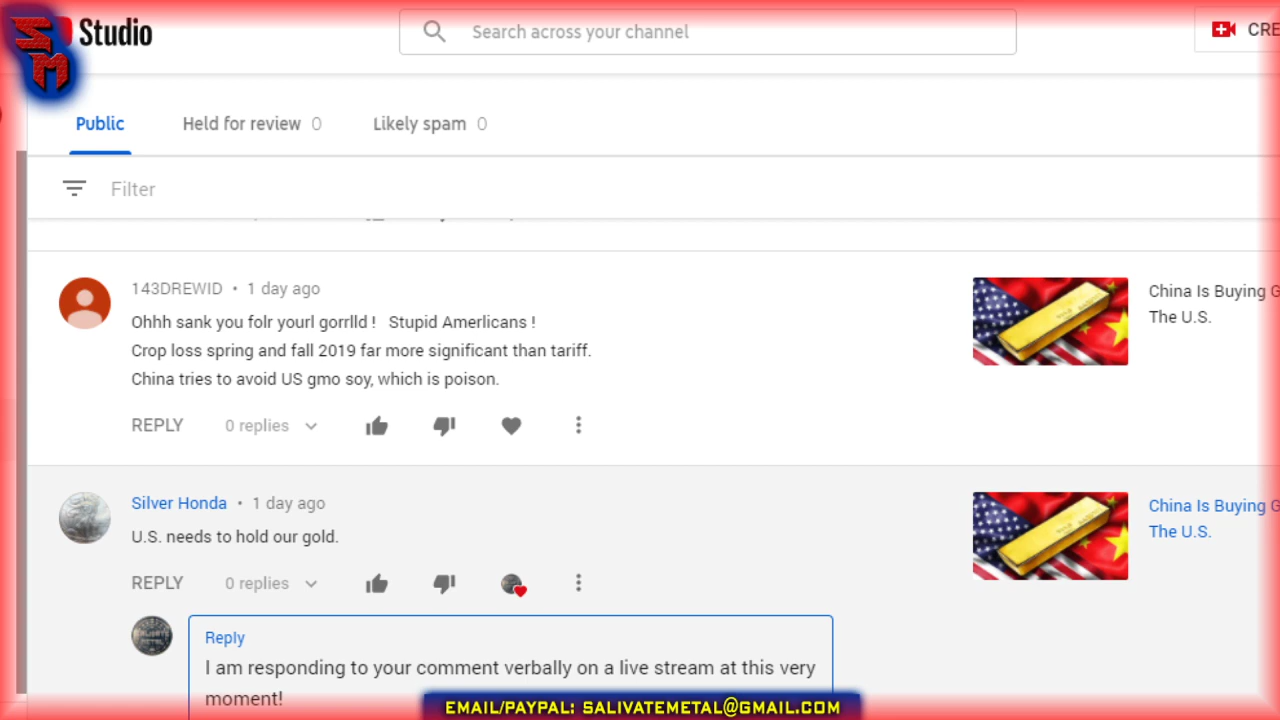 SM
Studio
Search across your channel
CRE
Public
Held for review 0
Likely spam 0
Filter
143DREWID • 1 day ago
Ohhh sank you folr yourl gorrlld ! Stupid Amerlicans !
Crop loss spring and fall 2019 far more significant than tariff.
China tries to avoid US gmo soy, which is poison.
REPLY 0 replies
China Is Buying G
The U.S.
Silver Honda • 1 day ago
U.S. needs to hold our gold.
REPLY 0 replies
China Is Buying G
The U.S.
Reply
I am responding to your comment verbally on a live stream at this very
moment!
EMAIL/PAYPAL: SALIVATEMETAL@GMAIL.COM